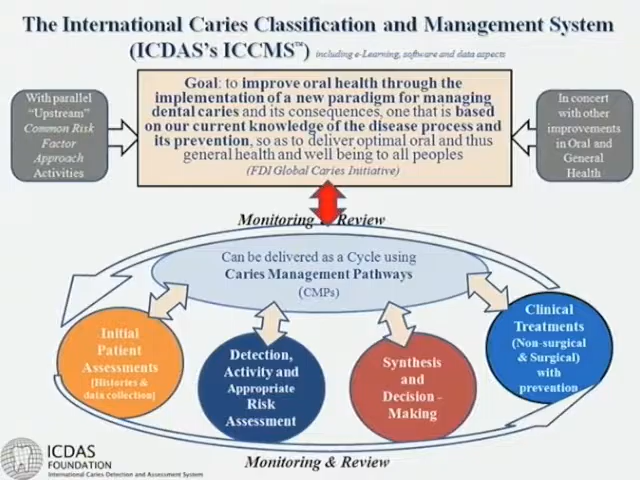 The International Caries Classification and Management System
(ICDAS's ICCMS™) including e-Learning, software and data aspects
With parallel
"Upstream"
Common Risk
Factor
Approach
Activities
Goal: to improve oral health through the
implementation of a new paradigm for managing
dental caries and its consequences, one that is based
on our current knowledge of the disease process and
its prevention, so as to deliver optimal oral and thus
general health and well being to all peoples
(FDI Global Caries Initiative)
In concert
with other
improvements
in Oral and
General
Health
Monitoring & Review
Can be delivered as a Cycle using
Caries Management Pathways
(CMPs)
Initial
Patient
Assessments
(Histories &
data collection)
Detection,
Activity and
Appropriate
Risk
Assessment
Synthesis
and
Decision -
Making
Clinical
Treatments
(Non-surgical
& Surgical)
with
prevention
Monitoring & Review
ICDAS
FOUNDATION
International Caries Detection and Assessment System